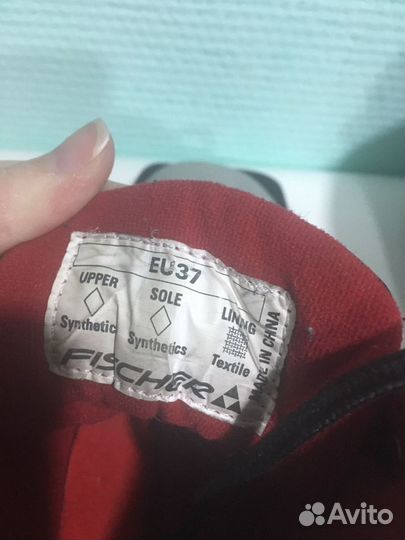 EU37
UPPER SOLE LINING
Synthetic Synthetics Textile
FISCHER
MADE IN CHINA
Avito